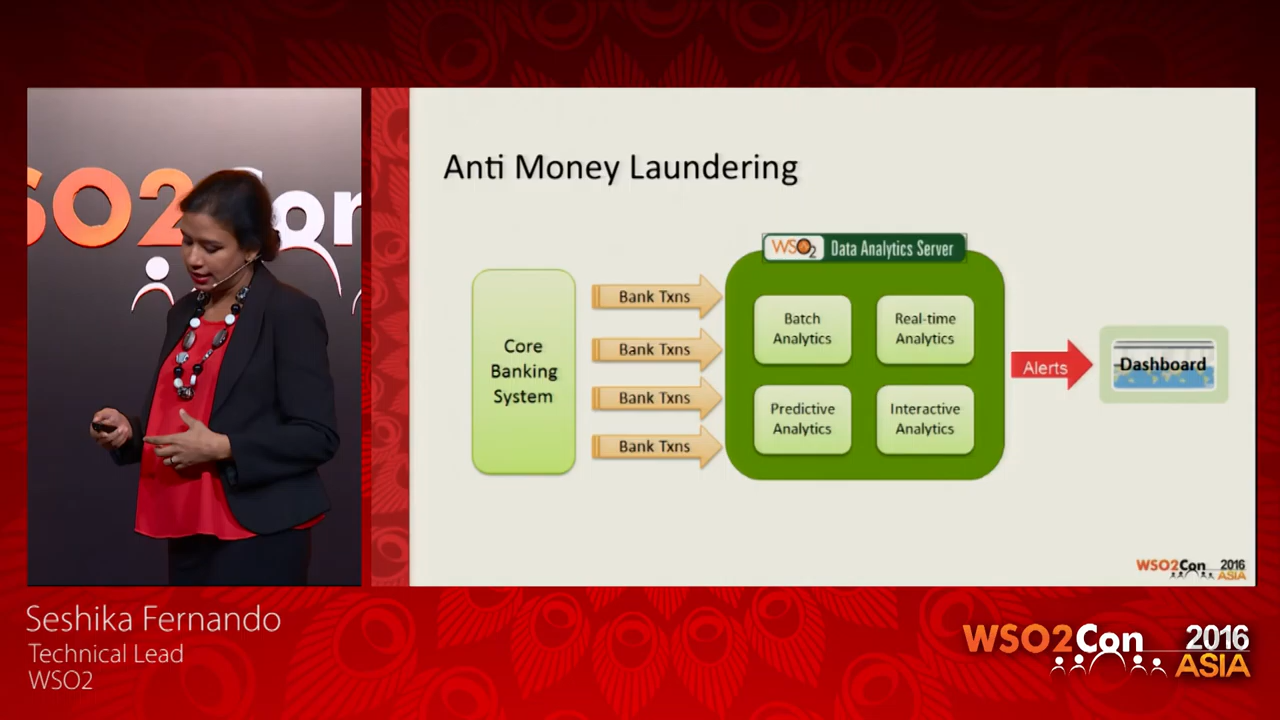 SO2Con
Anti Money Laundering
WSO2 Data Analytics Server
Core
Banking
System
Bank Txns
Bank Txns
Bank Txns
Bank Txns
Batch
Analytics
Real-time
Analytics
Predictive
Analytics
Interactive
Analytics
Alerts
Dashboard
WSO2Con 2016
ASIA
Seshika Fernando
Technical Lead
WSO2
WSO2Con 2016
ASIA